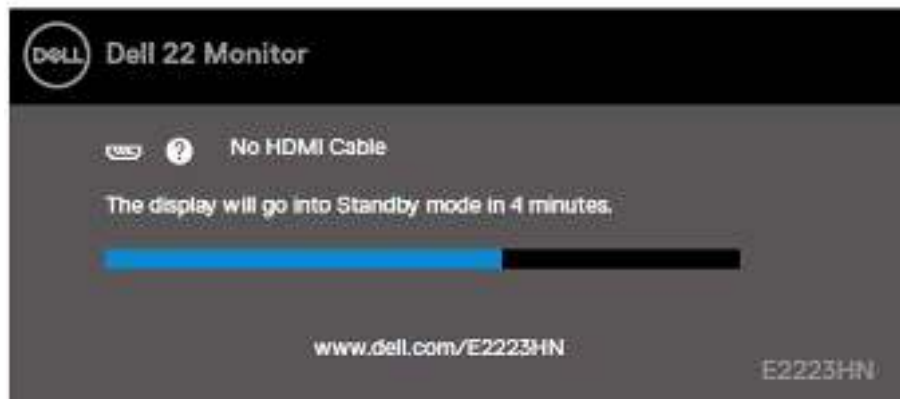 DELL Dell 22 Monitor
? No HDMI Cable
The display will go into Standby mode in 4 minutes.
www.dell.com/E2223HN
E2223HN